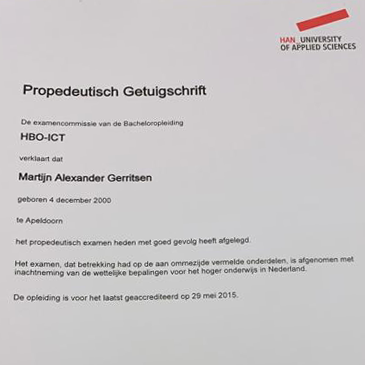 HAN_UNIVERSITY
OF APPLIED SCIENCES
Propedeutisch Getuigschrift
De examencommissie van de Bacheloropleiding
HBO-ICT
verklaart dat
Martijn Alexander Gerritsen
geboren 4 december 2000
te Apeldoorn
het propedeutisch examen heden met goed gevolg heeft afgelegd.
Het examen, dat betrekking had op de aan ommezijde vermelde onderdelen, is afgenomen met
inachtneming van de wettelijke bepalingen voor het hoger onderwijs in Nederland.
De opleiding is voor het laatst geaccrediteerd op 29 mei 2015.